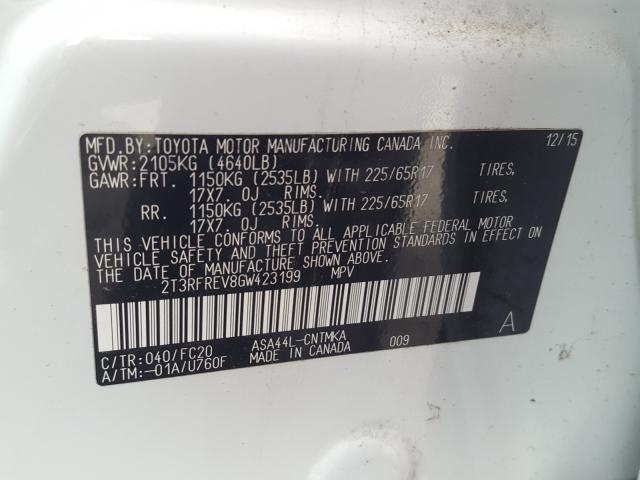 MFD.BY:TOYOTA MOTOR MANUFACTURING CANADA, INC. 12/15
GVWR:2105KG (4640LB)
GAWR:FRT. 1150KG (2535LB) WITH 225/65R17 TIRES,
17X7. 0J RIMS.
RR. 1150KG (2535LB) WITH 225/65R17 TIRES,
17X7. 0J RIMS.
THIS VEHICLE CONFORMS TO ALL APPLICABLE FEDERAL MOTOR
VEHICLE SAFETY AND THEFT PREVENTION STANDARDS IN EFFECT ON
THE DATE OF MANUFACTURE SHOWN ABOVE.
2T3RFREV8GW423199 MPV
C/TR:040/FC20 ASA44L-CNTMKA 009 A
A/TM:-01A/U760F MADE IN CANADA